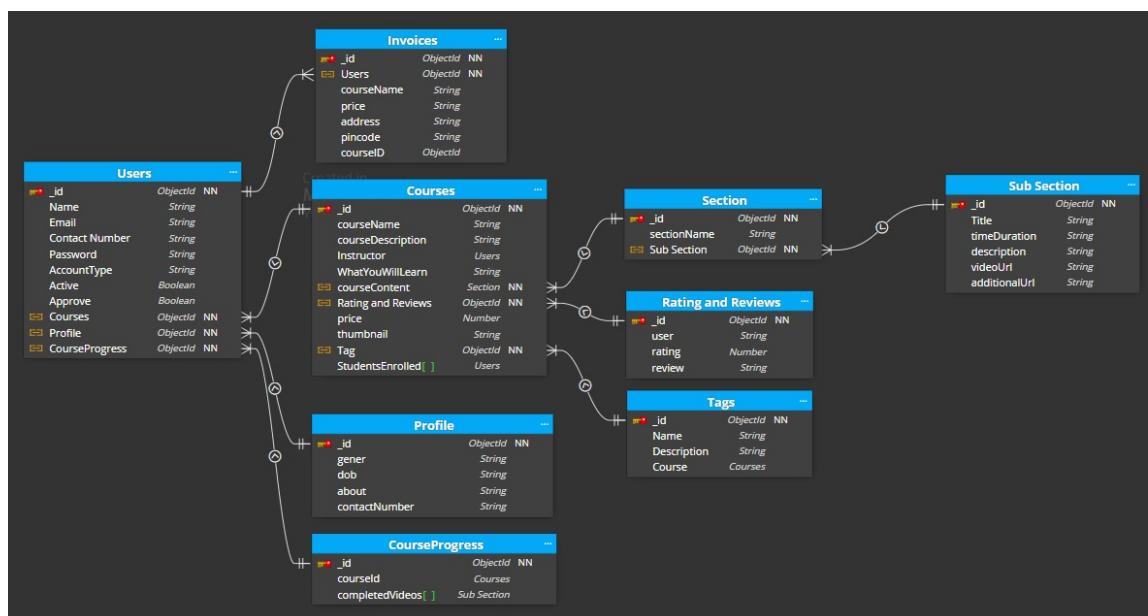 Invoices ...
_id ObjectId NN
Users ObjectId NN
courseName String
price String
address String
pincode String
courseID ObjectId
Users ...
_id ObjectId NN
Name String
Email String
Contact Number String
Password String
AccountType String
Active Boolean
Approve Boolean
Courses ObjectId NN
Profile ObjectId NN
CourseProgress ObjectId NN
Created in
Courses ...
_id ObjectId NN
courseName String
courseDescription String
Instructor Users
WhatYouWillLearn String
courseContent Section NN
Rating and Reviews ObjectId NN
price Number
thumbnail String
Tag ObjectId NN
StudentsEnrolled[ ] Users
Section ...
_id ObjectId NN
sectionName String
Sub Section ObjectId NN
Sub Section ...
_id ObjectId NN
Title String
timeDuration String
description String
videoUrl String
additionalUrl String
Rating and Reviews ...
_id ObjectId NN
user String
rating Number
review String
Tags ...
_id ObjectId NN
Name String
Description String
Course Courses
Profile ...
_id ObjectId NN
gener String
dob String
about String
contactNumber String
CourseProgress ...
_id ObjectId NN
courseId Courses
completedVideos[ ] Sub Section